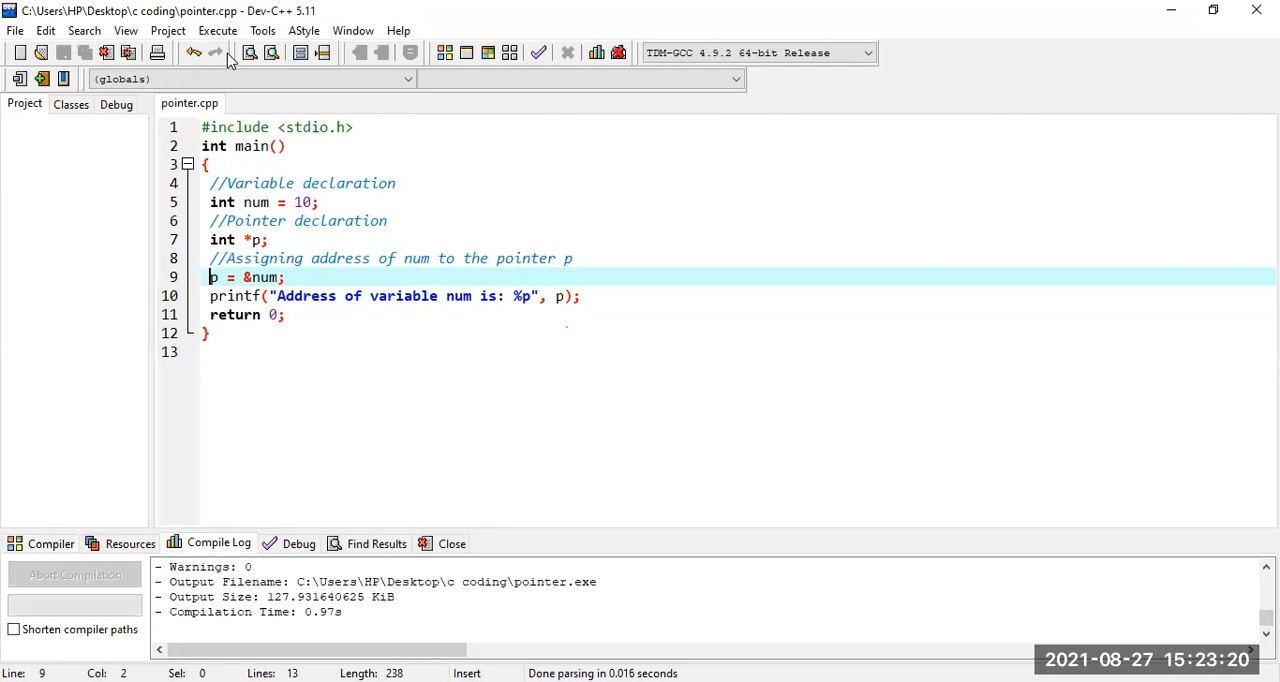 C:\Users\HP\Desktop\c coding\pointer.cpp - Dev-C++ 5.11
File Edit Search View Project Execute Tools AStyle Window Help
TDM-GCC 4.9.2 64-bit Release
(globals)
Project Classes Debug pointer.cpp
1 #include <stdio.h>
2 int main()
3 {
4 //Variable declaration
5 int num = 10;
6 //Pointer declaration
7 int *p;
8 //Assigning address of num to the pointer p
9 p = &num;
10 printf("Address of variable num is: %p", p);
11 return 0;
12 }
13
Compiler Resources Compile Log Debug Find Results Close
Abort Compilation
Shorten compiler paths
- Warnings: 0
- Output Filename: C:\Users\HP\Desktop\c coding\pointer.exe
- Output Size: 127.931640625 KiB
- Compilation Time: 0.97s
2021-08-27 15:23:20
Line: 9 Col: 2 Sel: 0 Lines: 13 Length: 238 Insert Done parsing in 0.016 seconds